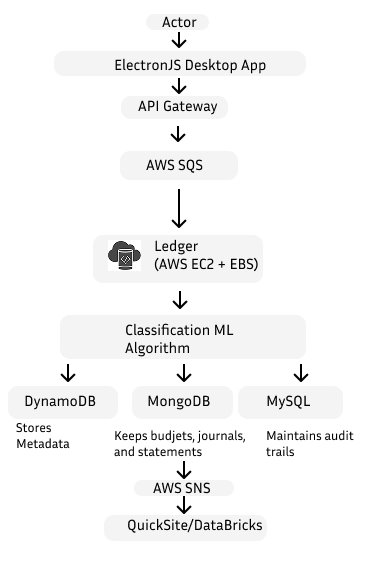 Actor
ElectronJS Desktop App
API Gateway
AWS SQS
Ledger
(AWS EC2 + EBS)
Classification ML
Algorithm
DynamoDB
MongoDB
MySQL
Stores
Metadata
Keeps budjets, journals,
and statements
Maintains audit
trails
AWS SNS
QuickSite/DataBricks